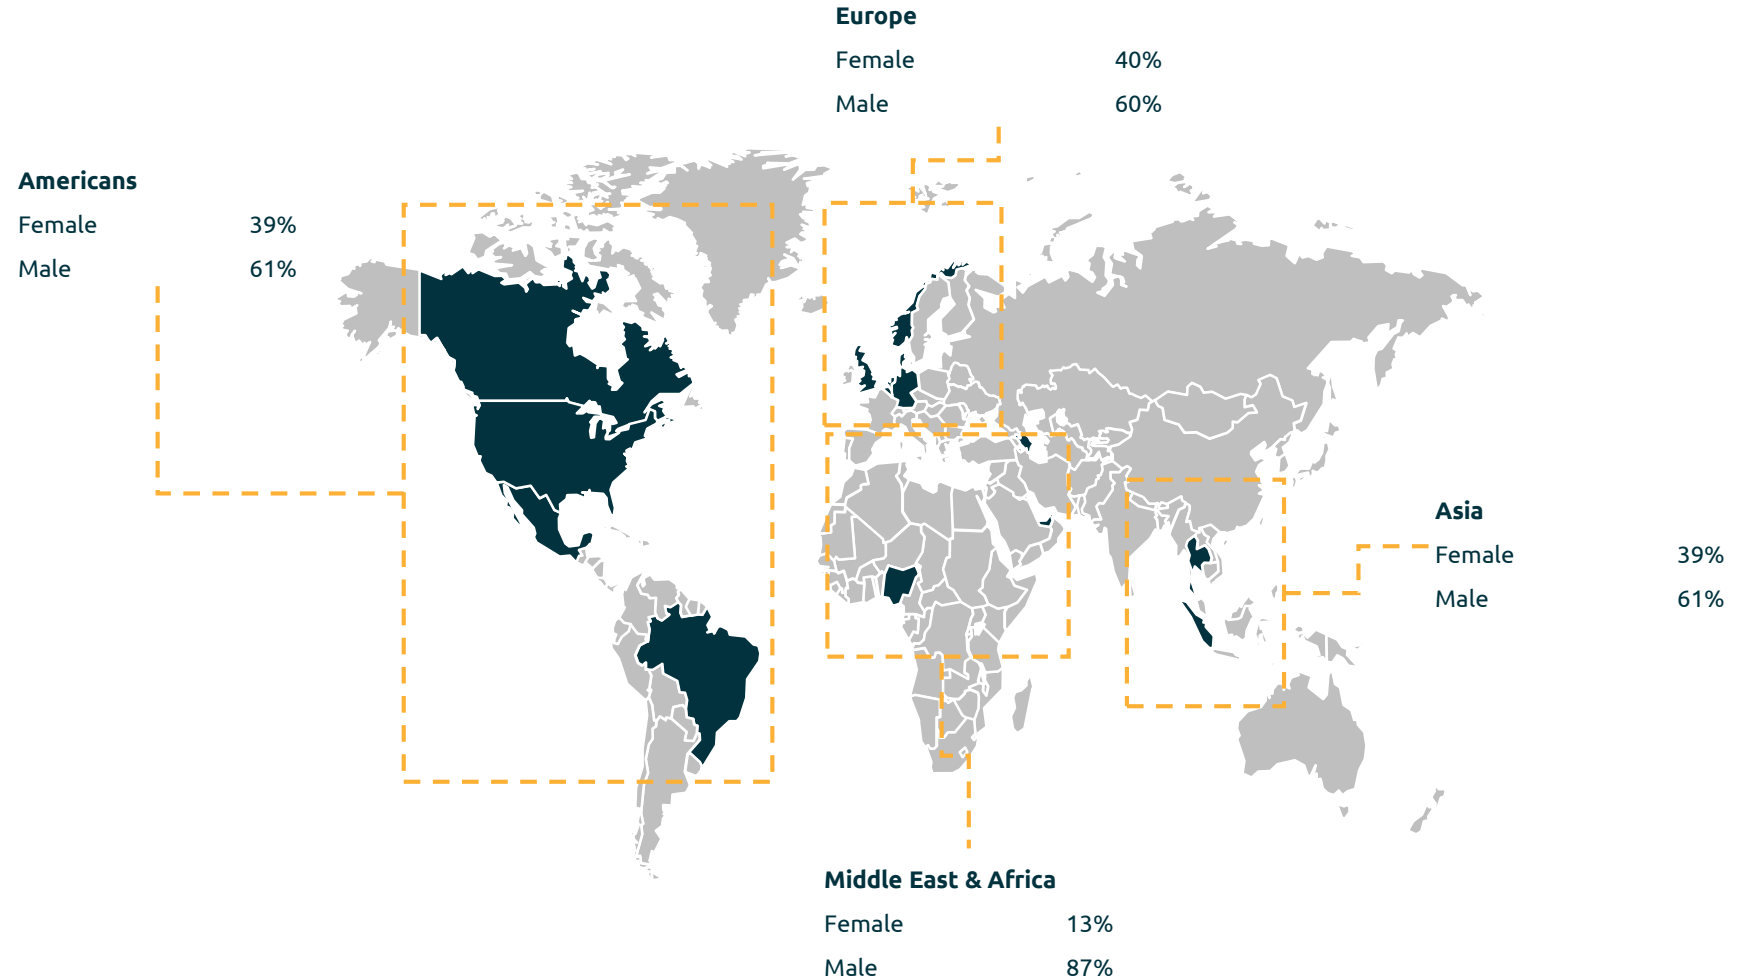 Europe
Female 40%
Male 60%
Americans
Female 39%
Male 61%
Asia
Female 39%
Male 61%
Middle East & Africa
Female 13%
Male 87%